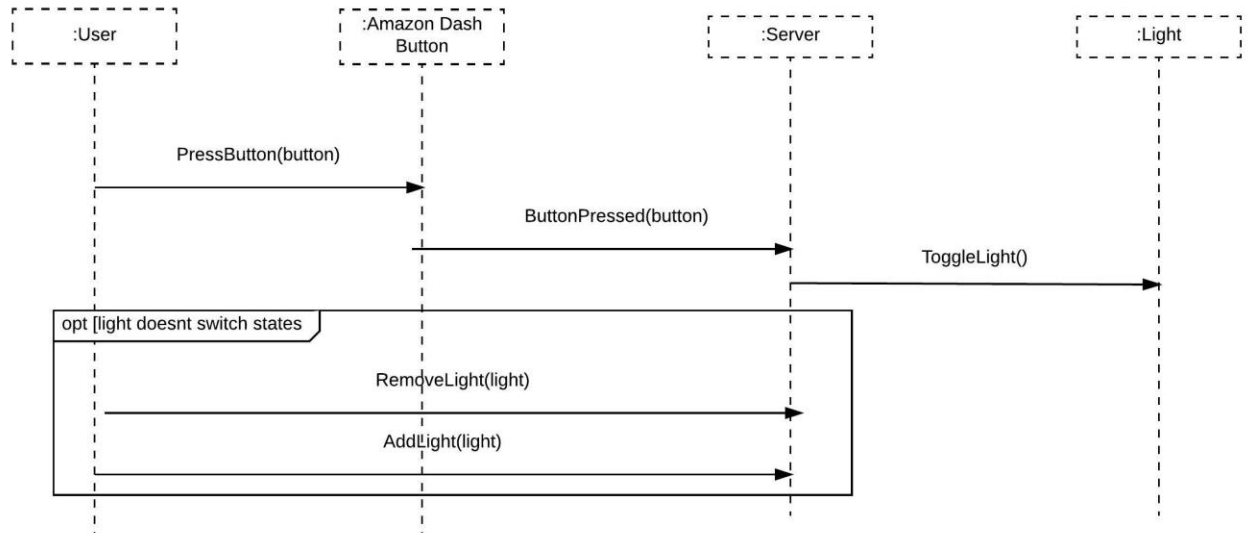 :User
:Amazon Dash
Button
:Server
:Light
PressButton(button)
ButtonPressed(button)
ToggleLight()
opt [light doesnt switch states
RemoveLight(light)
AddLight(light)